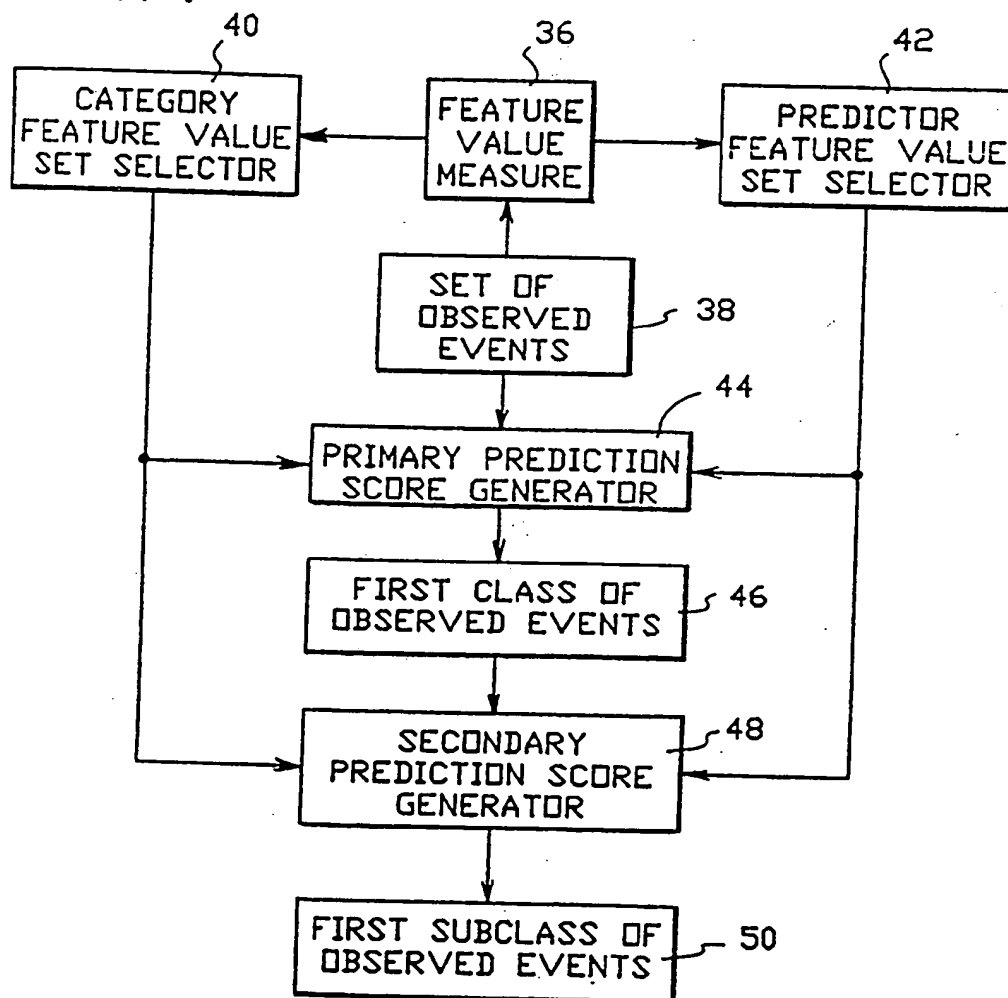 40
36
42
CATEGORY
FEATURE VALUE
SET SELECTOR
FEATURE
VALUE
MEASURE
PREDICTOR
FEATURE VALUE
SET SELECTOR
SET OF
OBSERVED
EVENTS
38
44
PRIMARY PREDICTION
SCORE GENERATOR
FIRST CLASS OF
OBSERVED EVENTS
46
SECONDARY
PREDICTION SCORE
GENERATOR
48
FIRST SUBCLASS OF
OBSERVED EVENTS
50